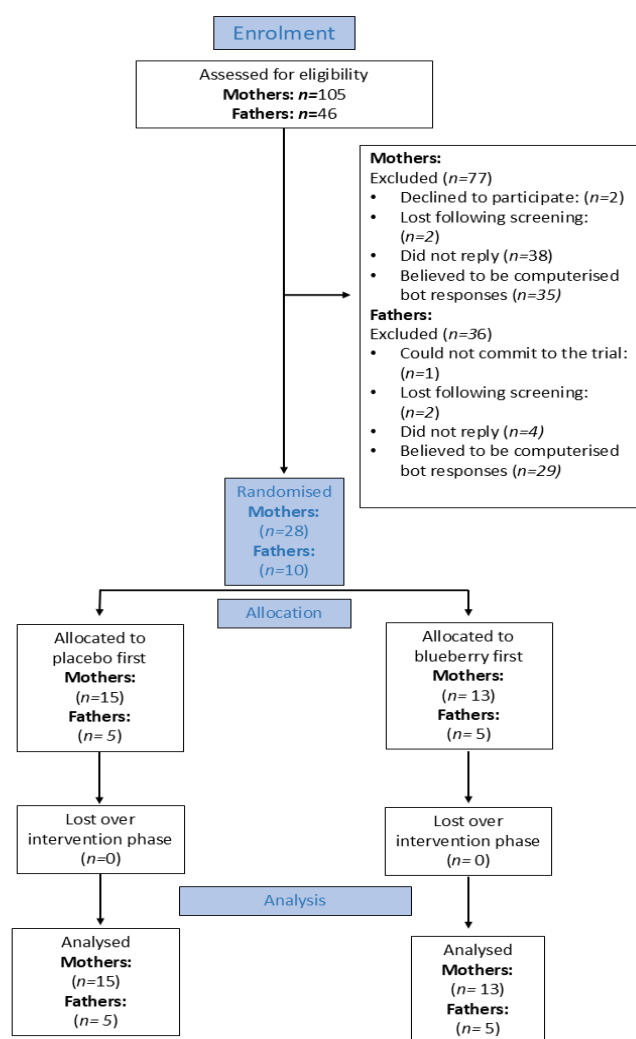 Enrolment
Assessed for eligibility
Mothers: n=105
Fathers: n=46
Mothers:
Excluded (n=77)
• Declined to participate: (n=2)
• Lost following screening:
(n=2)
• Did not reply (n=38)
• Believed to be computerised
bot responses (n=35)
Fathers:
Excluded (n=36)
• Could not commit to the trial:
(n=1)
• Lost following screening:
(n=2)
• Did not reply (n=4)
• Believed to be computerised
bot responses (n=29)
Randomised
Mothers:
(n=28)
Fathers:
(n=10)
Allocation
Allocated to
placebo first
Mothers:
(n=15)
Fathers:
(n= 5)
Allocated to
blueberry first
Mothers:
(n= 13)
Fathers:
(n= 5)
Lost over
intervention phase
(n=0)
Lost over
intervention phase
(n= 0)
Analysis
Analysed
Mothers:
(n=15)
Fathers:
(n= 5)
Analysed
Mothers:
(n= 13)
Fathers:
(n= 5)